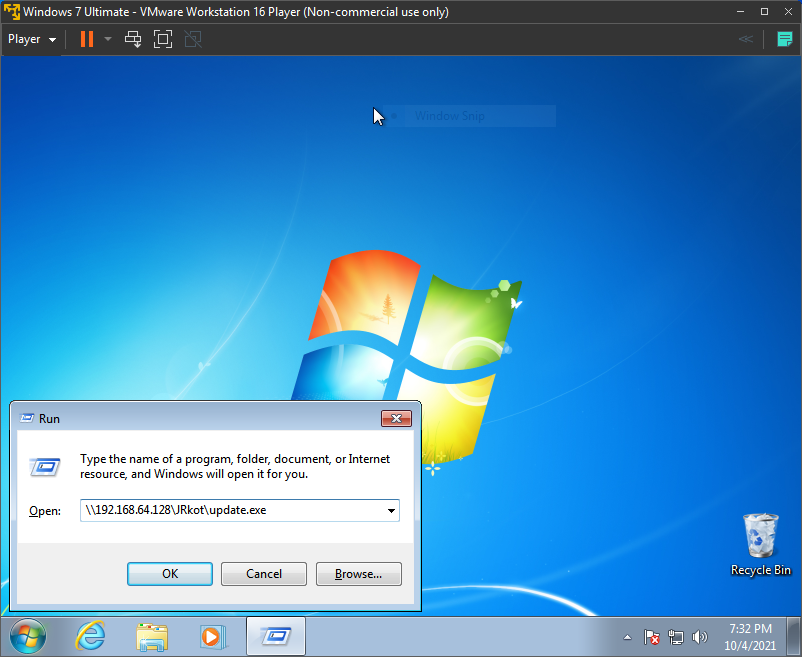 Windows 7 Ultimate - VMware Workstation 16 Player (Non-commercial use only)
Player
Window Snip
Run
Type the name of a program, folder, document, or Internet
resource, and Windows will open it for you.
Open:
\\192.168.64.128\JRkot\update.exe
OK
Cancel
Browse...
Recycle Bin
7:32 PM
10/4/2021